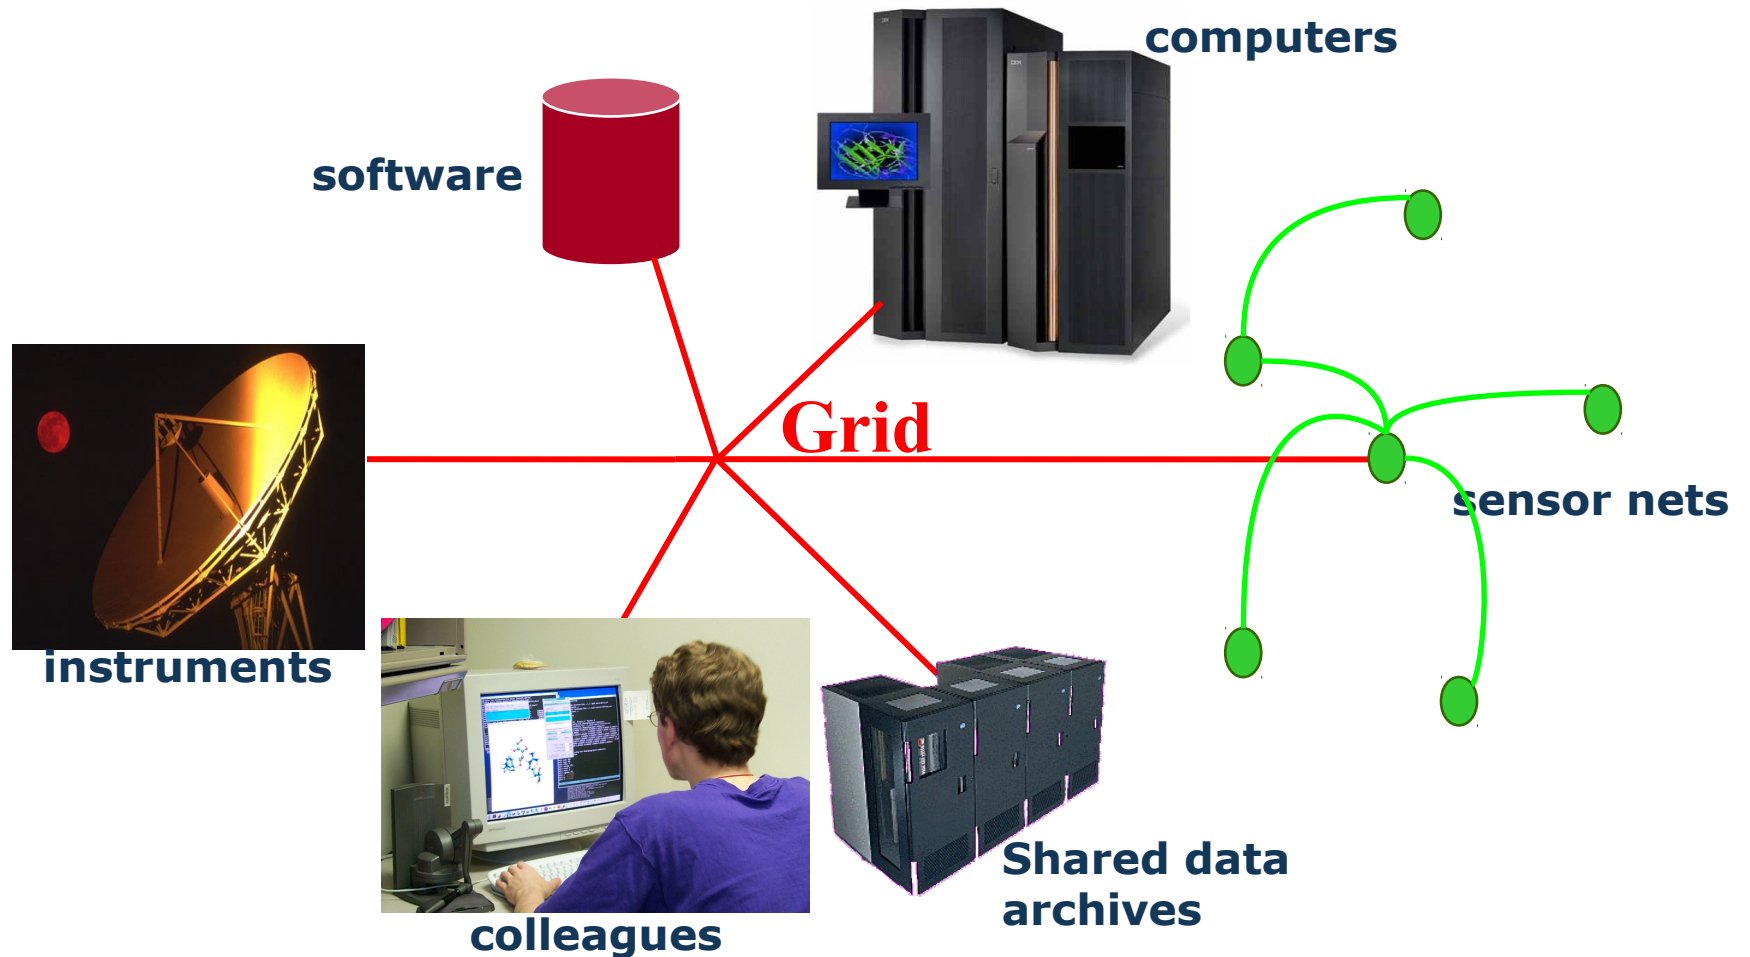 computers
software
Grid
sensor nets
instruments
Shared data
archives
colleagues